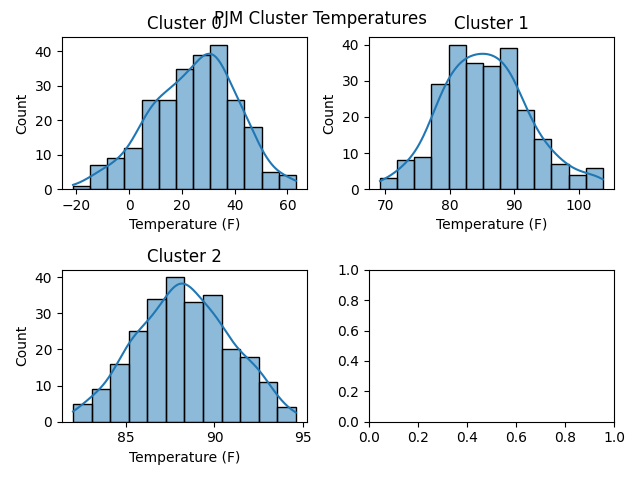 PJM Cluster Temperatures
Cluster 0
Cluster 1
40
30
20
10
0
Count
−20 0 20 40 60
Temperature (F)
40
30
20
10
0
Count
70 80 90 100
Temperature (F)
Cluster 2
40
30
20
10
0
Count
85 90 95
Temperature (F)
1.0
0.8
0.6
0.4
0.2
0.0
0.0 0.2 0.4 0.6 0.8 1.0